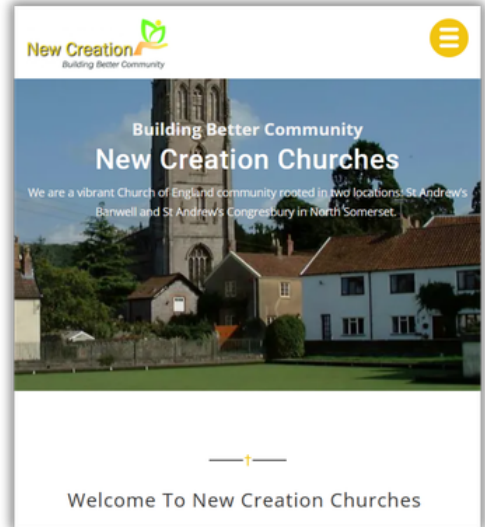 New Creation
Building Better Community
Building Better Community
New Creation Churches
We are a vibrant Church of England community rooted in two locations: St Andrew's
Banwell and St Andrew's Congresbury in North Somerset.
Welcome To New Creation Churches